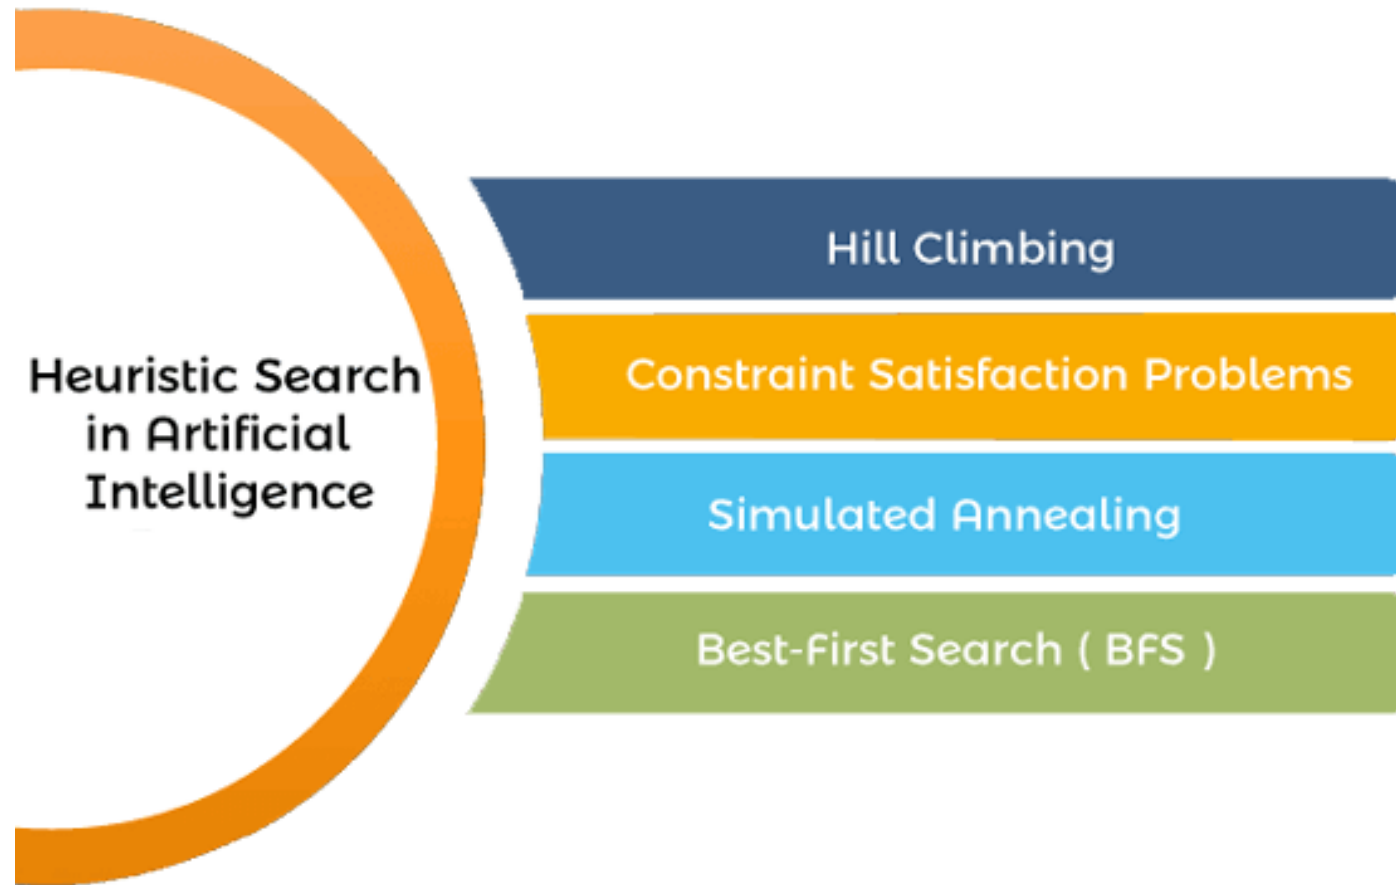 Heuristic Search
in Artificial
Intelligence
Hill Climbing
Constraint Satisfaction Problems
Simulated Annealing
Best-First Search ( BFS )